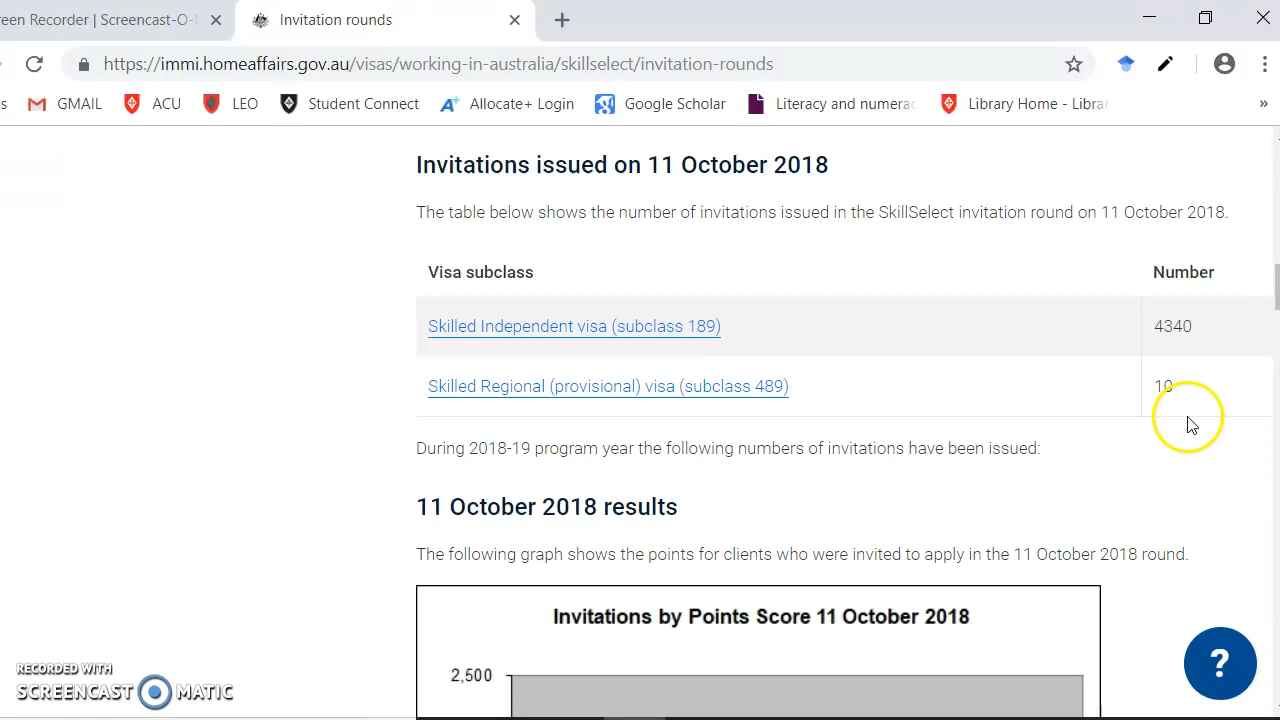 reen Recorder | Screencast-O-
Invitation rounds
https://immi.homeaffairs.gov.au/visas/working-in-australia/skillselect/invitation-rounds
s GMAIL ACU LEO Student Connect Allocate+ Login Google Scholar Literacy and numerac Library Home - Librar »
Invitations issued on 11 October 2018
The table below shows the number of invitations issued in the SkillSelect invitation round on 11 October 2018.
Visa subclass Number
Skilled Independent visa (subclass 189) 4340
Skilled Regional (provisional) visa (subclass 489) 10
During 2018-19 program year the following numbers of invitations have been issued:
11 October 2018 results
The following graph shows the points for clients who were invited to apply in the 11 October 2018 round.
Invitations by Points Score 11 October 2018
2,500
?
RECORDED WITH
SCREENCAST MATIC